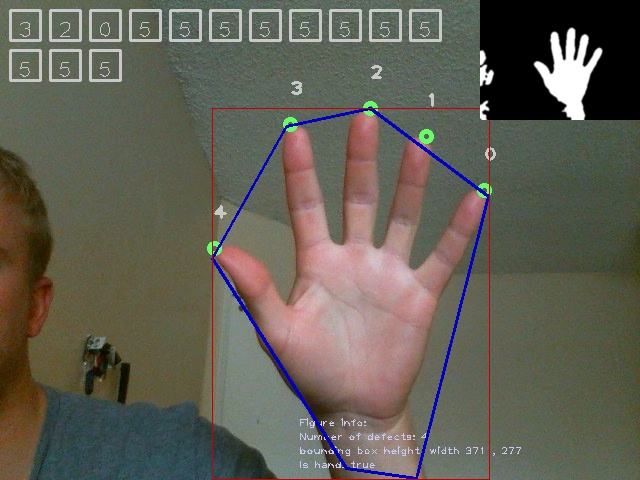 3 2 0 5 5 5 5 5 5 5 5
5 5 5
3
2
1
0
4
Figure info:
Number of defects: 4
bounding box height, width 371 , 277
is hand: true